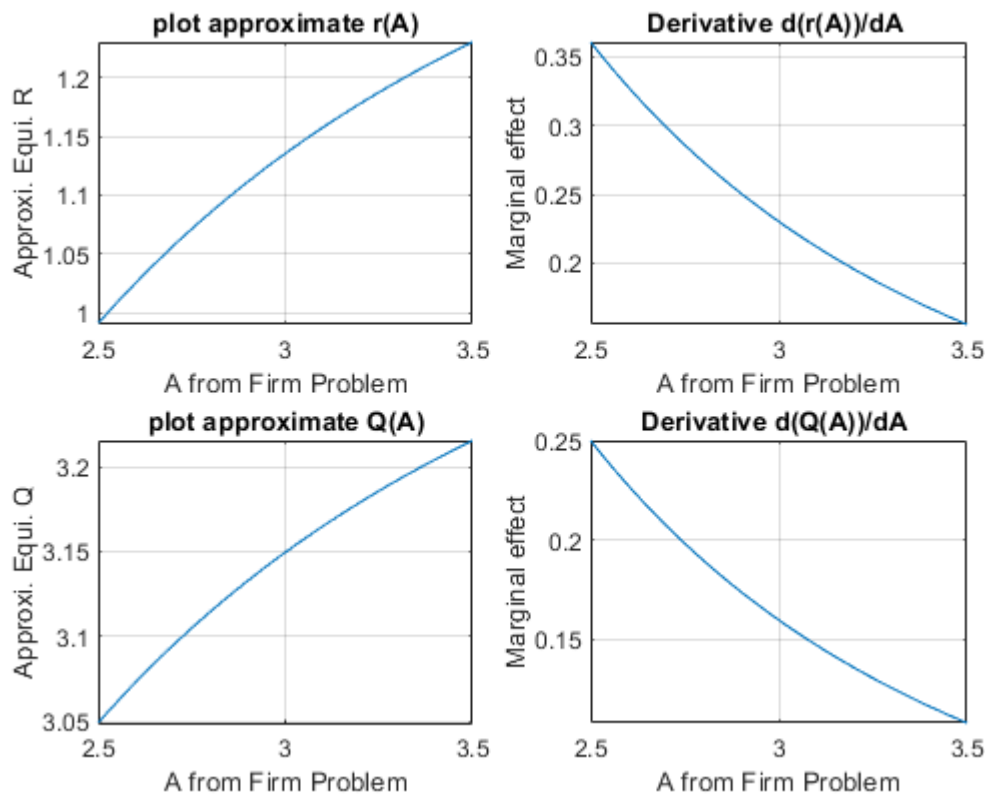 plot approximate r(A)
Approxi. Equi. R
1.2
1.15
1.1
1.05
1
2.5 3 3.5
A from Firm Problem
Derivative d(r(A))/dA
Marginal effect
0.35
0.3
0.25
0.2
2.5 3 3.5
A from Firm Problem
plot approximate Q(A)
Approxi. Equi. Q
3.2
3.15
3.1
3.05
2.5 3 3.5
A from Firm Problem
Derivative d(Q(A))/dA
Marginal effect
0.25
0.2
0.15
2.5 3 3.5
A from Firm Problem